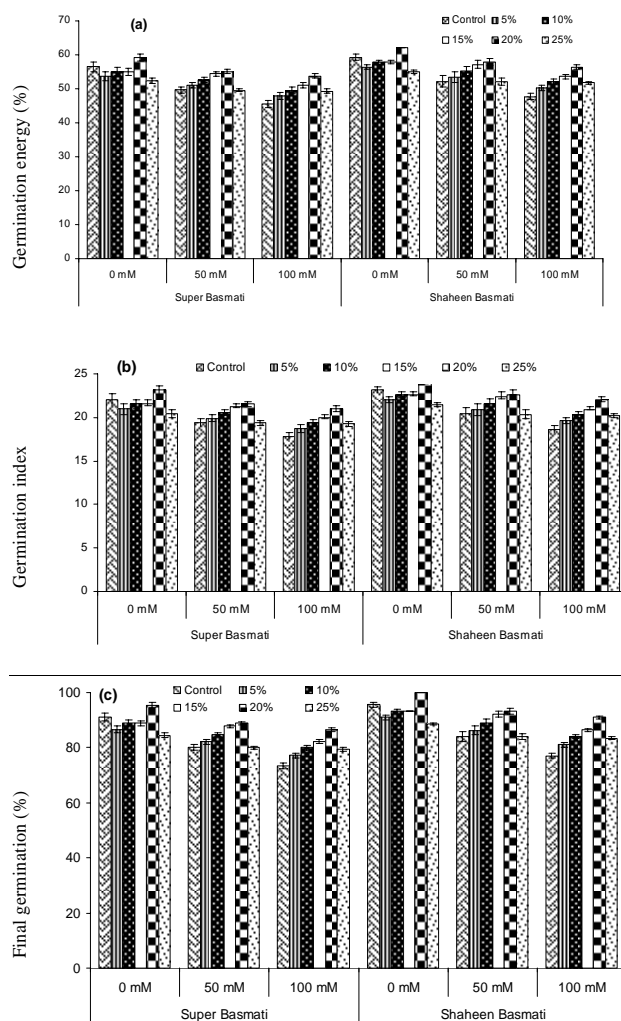 (a)
Control 5% 10%
15% 20% 25%
Germination energy (%)
70
60
50
40
30
20
10
0
0 mM 50 mM 100 mM 0 mM 50 mM 100 mM
Super Basmati Shaheen Basmati
(b)
Control 5% 10% 15% 20% 25%
Germination index
25
20
15
10
5
0
0 mM 50 mM 100 mM 0 mM 50 mM 100 mM
Super Basmati Shaheen Basmati
(c)
Control 5% 10%
15% 20% 25%
Final germination (%)
100
80
60
40
20
0
0 mM 50 mM 100 mM 0 mM 50 mM 100 mM
Super Basmati Shaheen Basmati